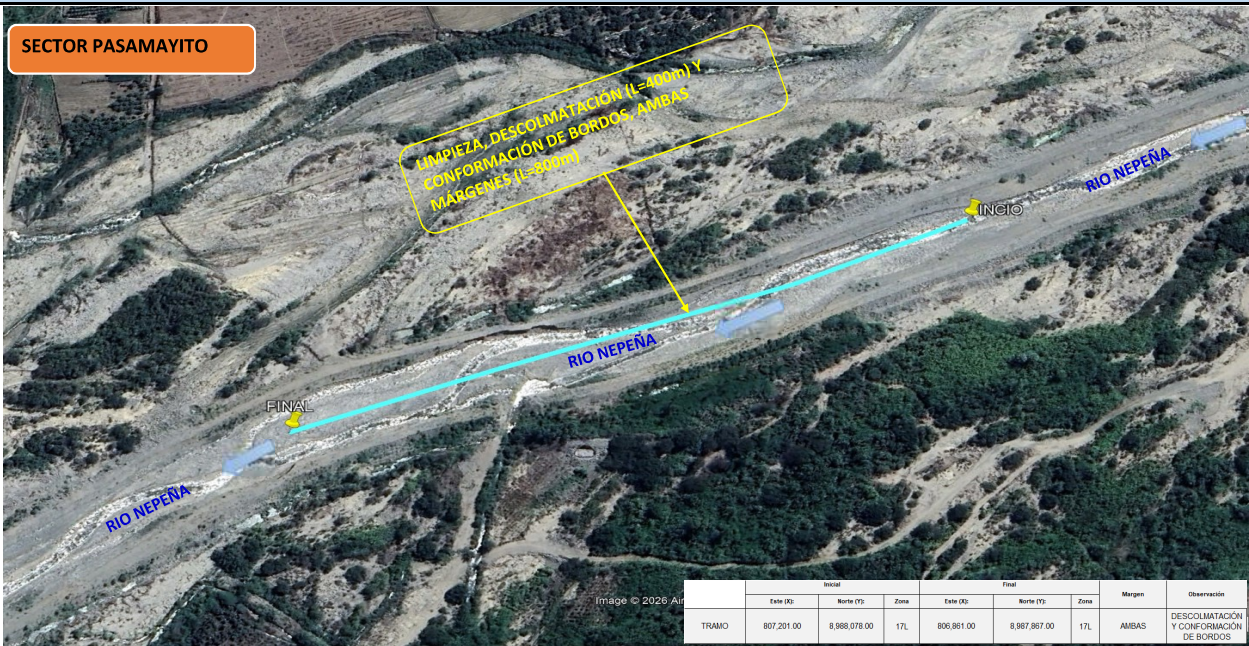 SECTOR PASAMAYITO
LIMPIEZA, DESCOLMATACIÓN (L=400m) Y
CONFORMACIÓN DE BORDOS, AMBAS
MÁRGENES (L=800m)
RIO NEPEÑA
INCIO
RIO NEPEÑA
FINAL
RIO NEPEÑA
Image © 2026 Air
Inicial Final Margen Observación
Este (X): Norte (Y): Zona Este (X): Norte (Y): Zona
TRAMO 807,201.00 8,988,078.00 17L 806,861.00 8,987,867.00 17L AMBAS DESCOLMATACIÓN
Y CONFORMACIÓN
DE BORDOS